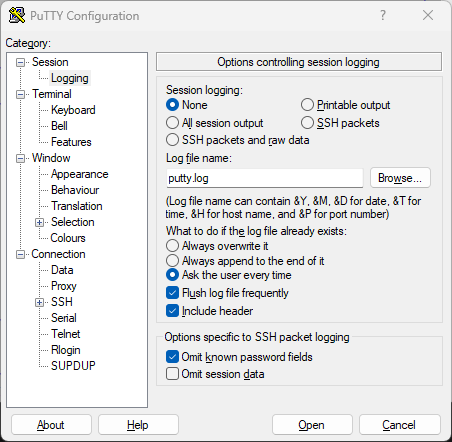 PuTTY Configuration
Category:
Session
Logging
Terminal
Keyboard
Bell
Features
Window
Appearance
Behaviour
Translation
Selection
Colours
Connection
Data
Proxy
SSH
Serial
Telnet
Rlogin
SUPDUP
Options controlling session logging
Session logging:
None
Printable output
All session output
SSH packets
SSH packets and raw data
Log file name:
putty.log
Browse...
(Log file name can contain &Y, &M, &D for date, &T for
time, &H for host name, and &P for port number)
What to do if the log file already exists:
Always overwrite it
Always append to the end of it
Ask the user every time
Flush log file frequently
Include header
Options specific to SSH packet logging
Omit known password fields
Omit session data
About
Help
Open
Cancel